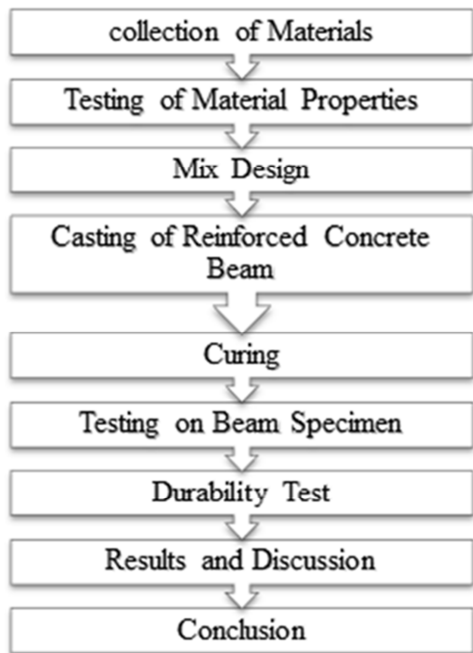 collection of Materials
Testing of Material Properties
Mix Design
Casting of Reinforced Concrete
Beam
Curing
Testing on Beam Specimen
Durability Test
Results and Discussion
Conclusion